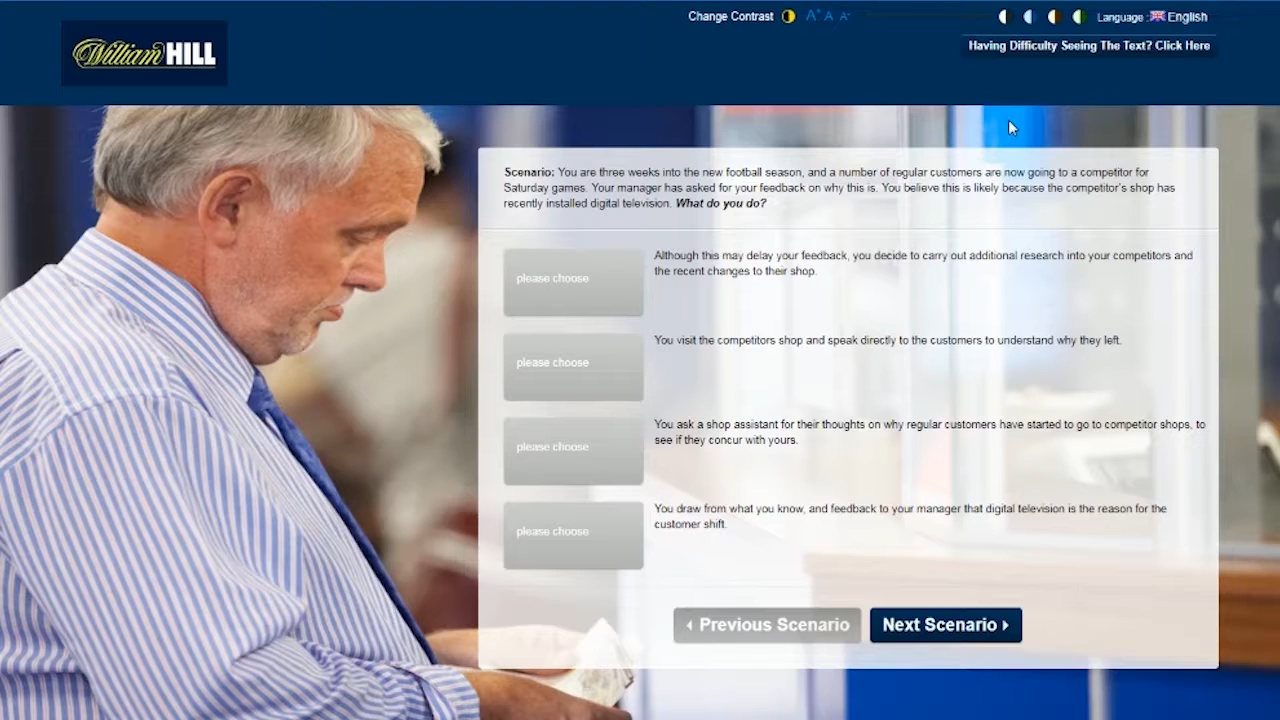 Change Contrast A+ A A- Language : English
William HILL
Having Difficulty Seeing The Text? Click Here
Scenario: You are three weeks into the new football season, and a number of regular customers are now going to a competitor for
Saturday games. Your manager has asked for your feedback on why this is. You believe this is likely because the competitor's shop has
recently installed digital television. What do you do?
please choose
Although this may delay your feedback, you decide to carry out additional research into your competitors and
the recent changes to their shop.
please choose
You visit the competitors shop and speak directly to the customers to understand why they left.
please choose
You ask a shop assistant for their thoughts on why regular customers have started to go to competitor shops, to
see if they concur with yours.
please choose
You draw from what you know, and feedback to your manager that digital television is the reason for the
customer shift.
Previous Scenario
Next Scenario